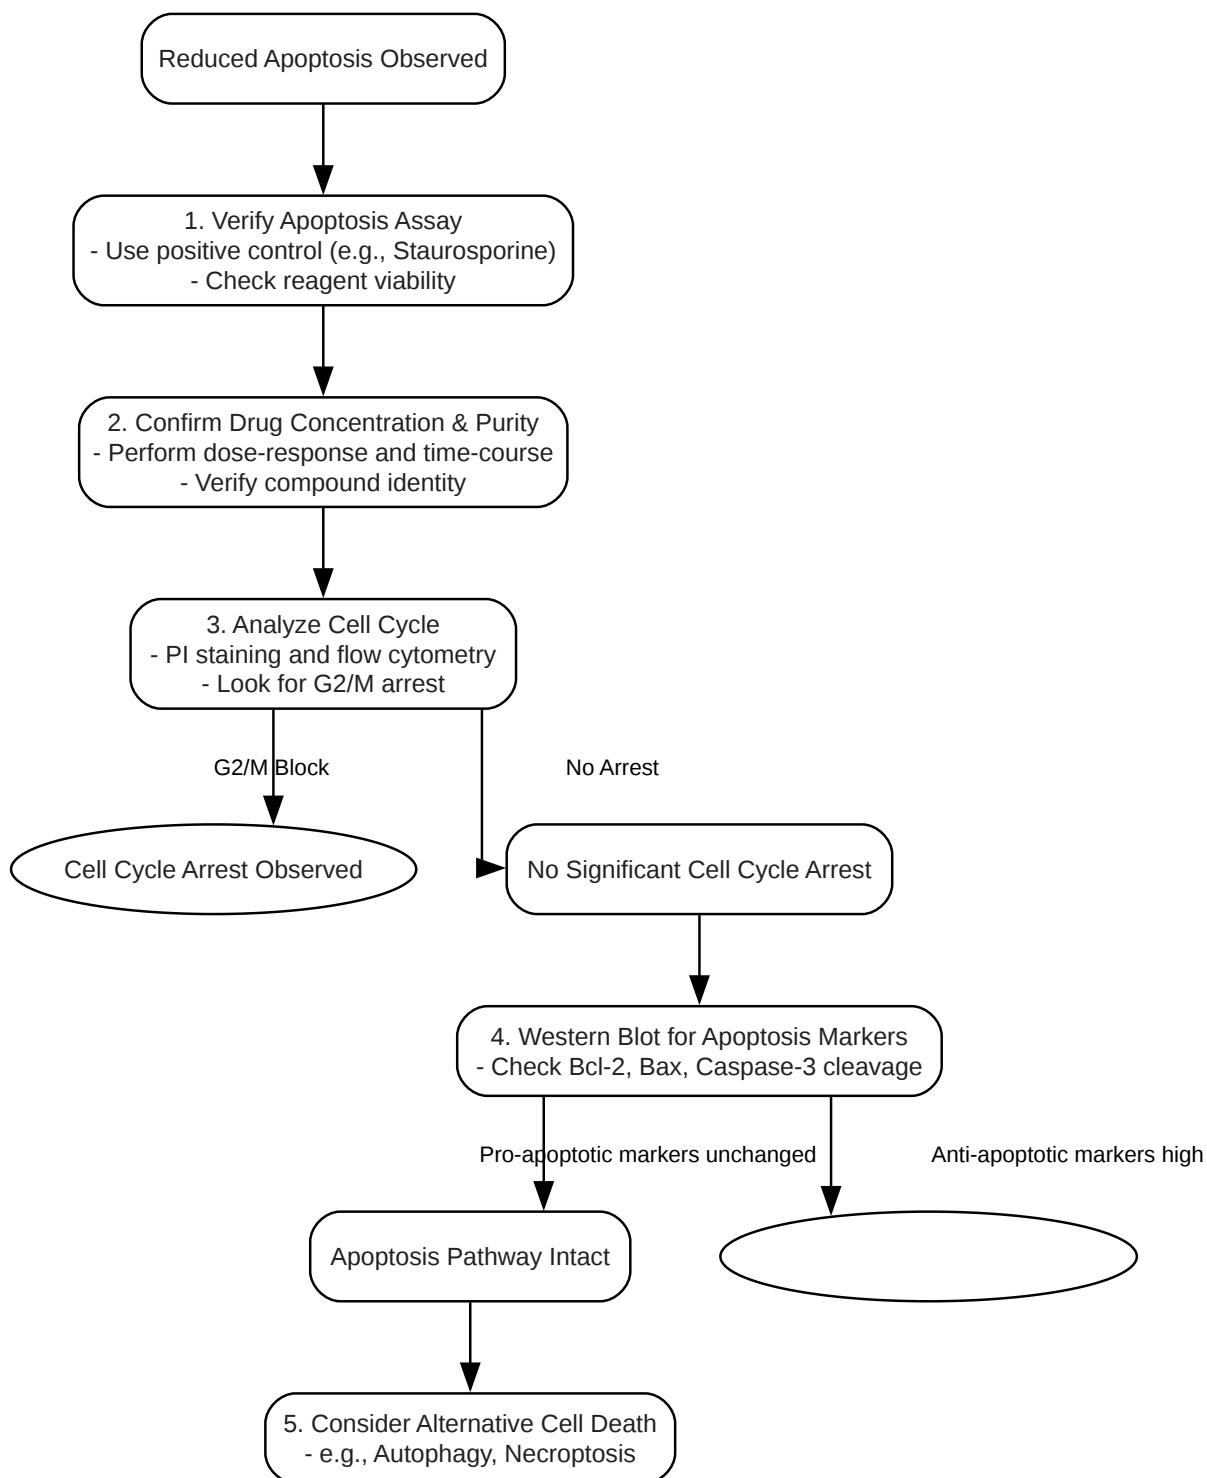 Reduced Apoptosis Observed
1. Verify Apoptosis Assay
- Use positive control (e.g., Staurosporine)
- Check reagent viability
2. Confirm Drug Concentration & Purity
- Perform dose-response and time-course
- Verify compound identity
3. Analyze Cell Cycle
- PI staining and flow cytometry
- Look for G2/M arrest
G2/M Block
No Arrest
Cell Cycle Arrest Observed
No Significant Cell Cycle Arrest
4. Western Blot for Apoptosis Markers
- Check Bcl-2, Bax, Caspase-3 cleavage
Pro-apoptotic markers unchanged
Anti-apoptotic markers high
Apoptosis Pathway Intact
5. Consider Alternative Cell Death
- e.g., Autophagy, Necroptosis